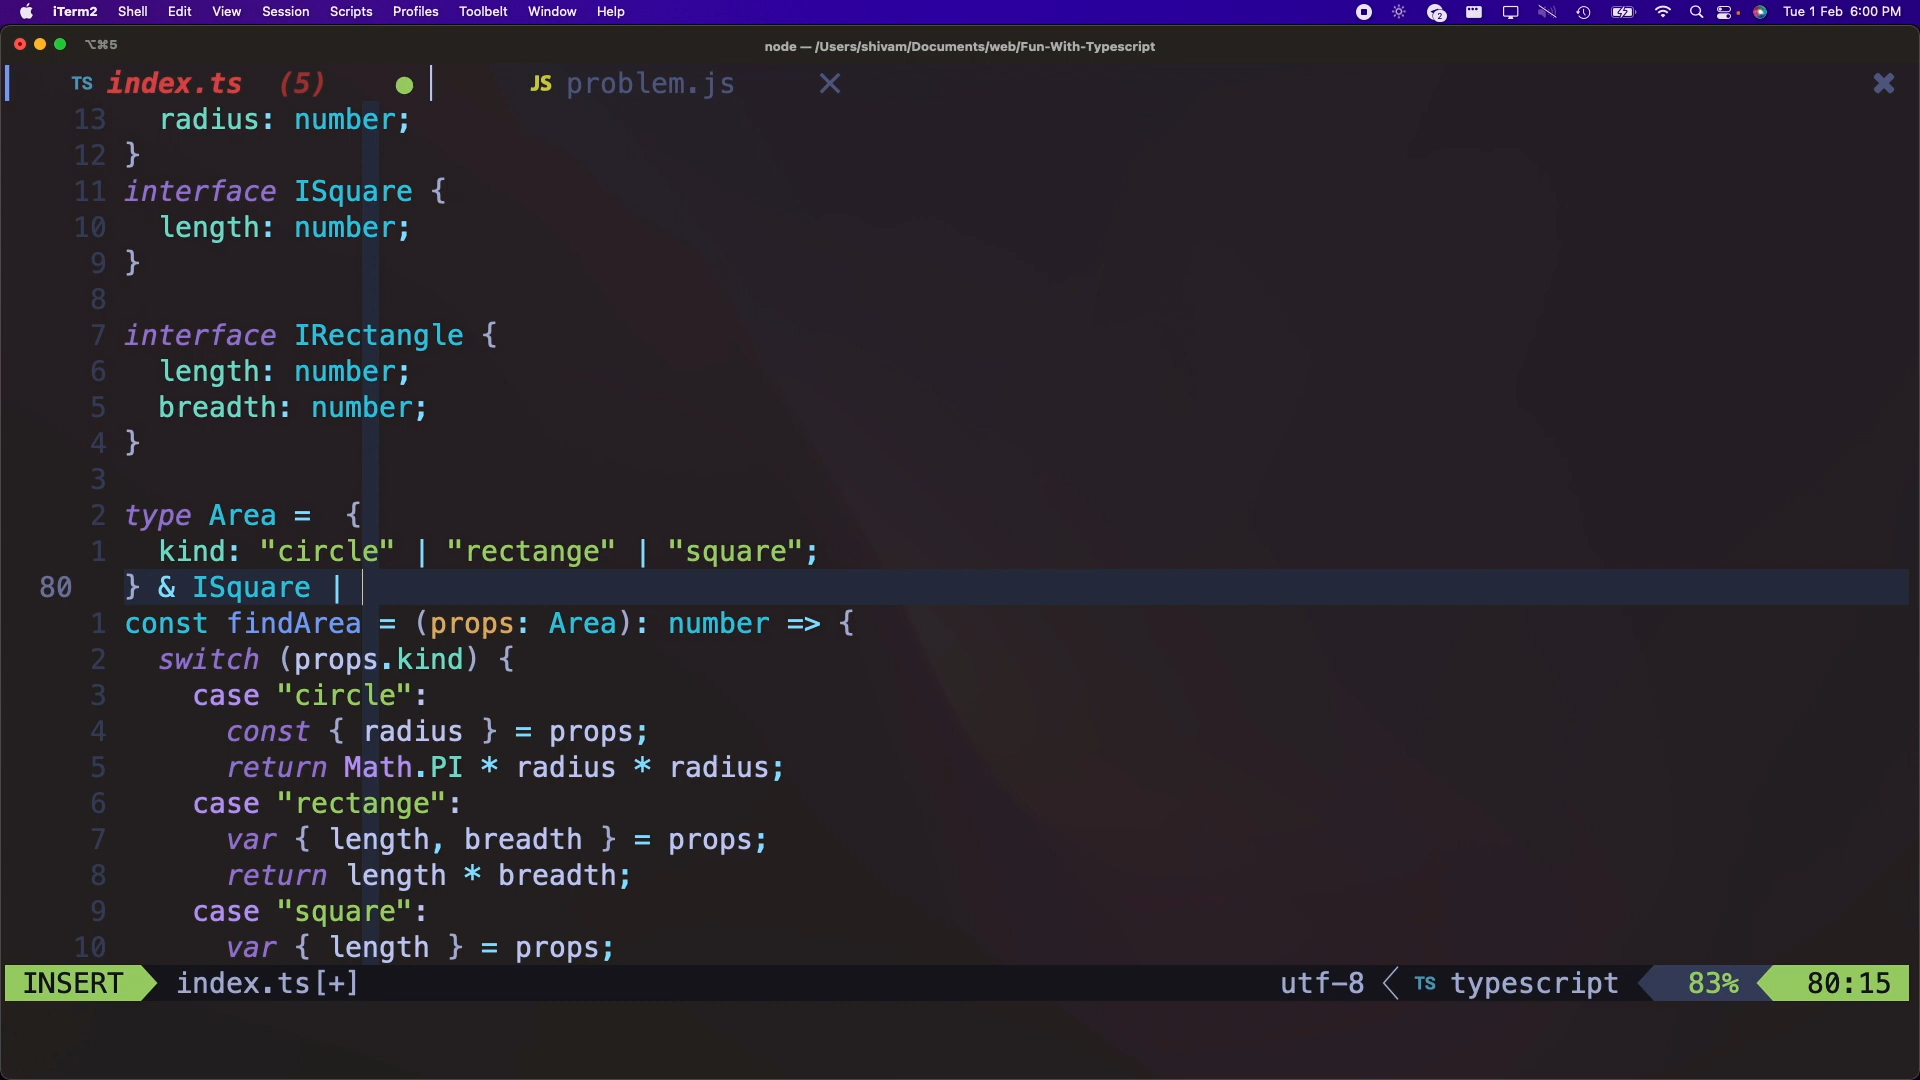 iTerm2 Shell Edit View Session Scripts Profiles Toolbelt Window Help 2 Tue 1 Feb 6:00 PM
⌥⌘5 node — /Users/shivam/Documents/web/Fun-With-Typescript
TS index.ts (5) JS problem.js
13 radius: number;
12 }
11 interface ISquare {
10 length: number;
9 }
8
7 interface IRectangle {
6 length: number;
5 breadth: number;
4 }
3
2 type Area =  {
1 kind: "circle" | "rectange" | "square";
80 } & ISquare |
1 const findArea = (props: Area): number => {
2 switch (props.kind) {
3 case "circle":
4 const { radius } = props;
5 return Math.PI * radius * radius;
6 case "rectange":
7 var { length, breadth } = props;
8 return length * breadth;
9 case "square":
10 var { length } = props;
INSERT index.ts[+] utf-8 TS typescript 83% 80:15